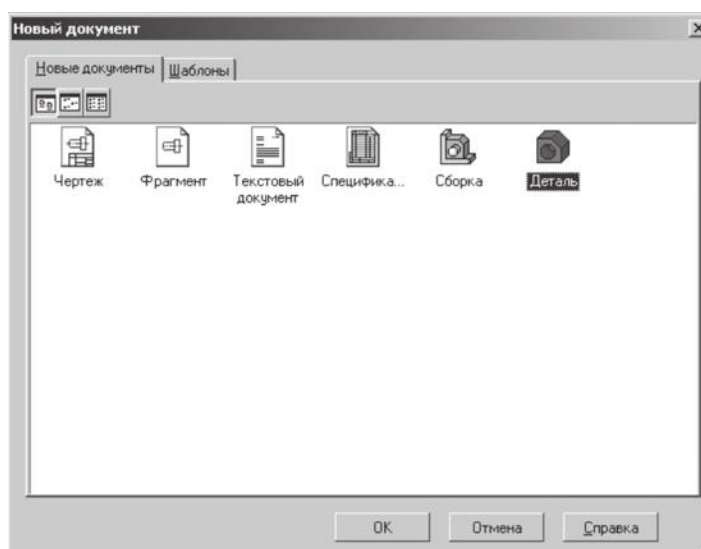 Новый документ
Новые документы Шаблоны
Чертеж Фрагмент Текстовый документ Специфика... Сборка Деталь
OK Отмена Справка